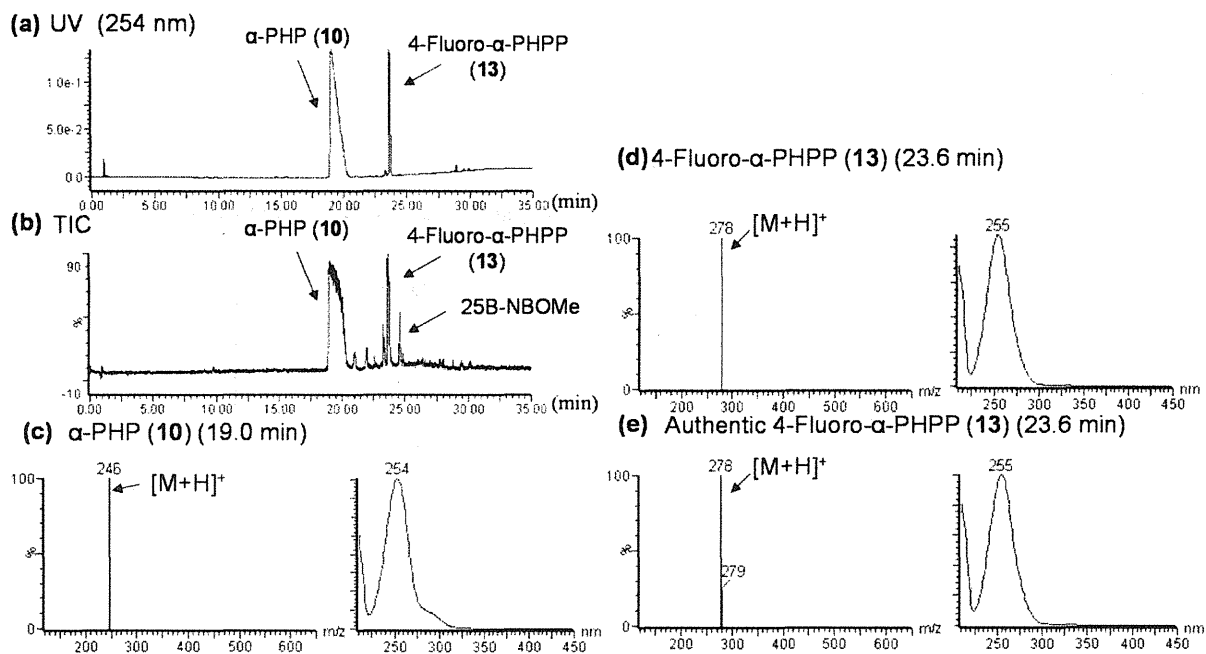 (a) UV (254 nm)
α-PHP (10)
4-Fluoro-α-PHPP
(13)
1.0e-1
5.0e-2
0.0
0.00 5.00 10.00 15.00 20.00 25.00 30.00 35.00 (min)
(b) TIC
α-PHP (10)
4-Fluoro-α-PHPP
(13)
25B-NBOMe
90
%
-10
0.00 5.00 10.00 15.00 20.00 25.00 30.00 35.00 (min)
(c) α-PHP (10) (19.0 min)
246
[M+H]+
100
%
0
200 300 400 500 600 m/z
254
200 250 300 350 400 450 nm
(d) 4-Fluoro-α-PHPP (13) (23.6 min)
278
[M+H]+
100
%
0
200 300 400 500 600 m/z
255
250 300 350 400 450 nm
(e) Authentic 4-Fluoro-α-PHPP (13) (23.6 min)
278
[M+H]+
279
100
%
0
200 300 400 500 600 m/z
255
250 300 350 400 450 nm